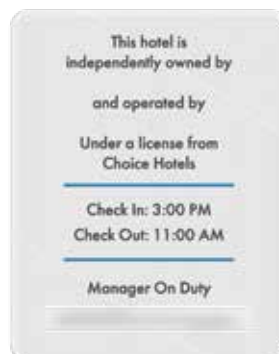 This hotel is
independently owned by
and operated by
Under a license from
Choice Hotels
Check In: 3:00 PM
Check Out: 11:00 AM
Manager On Duty